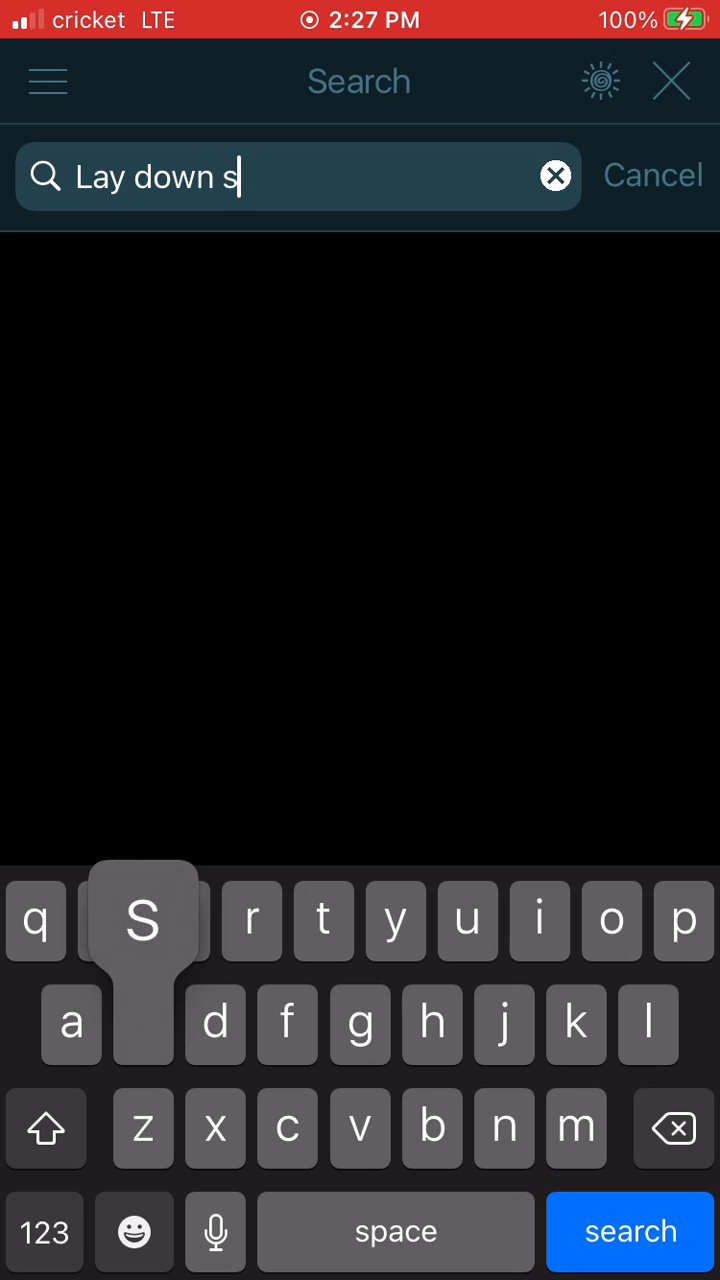 cricket LTE 2:27 PM 100%
Search
Lay down s Cancel
q S r t y u i o p
a d f g h j k l
z x c v b n m
123 space search